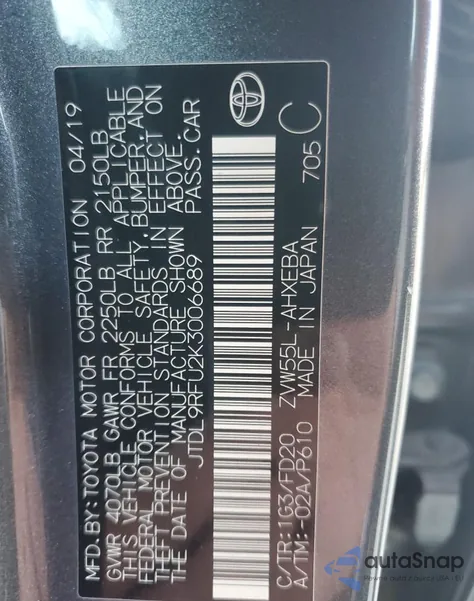 MFD.BY:TOYOTA MOTOR CORPORATION 04/19
GVWR 4070LB GAWR FR 2250LB RR 2150LB
THIS VEHICLE CONFORMS TO ALL APPLICABLE
FEDERAL MOTOR VEHICLE SAFETY,BUMPER,AND
THEFT PREVENTION STANDARDS IN EFFECT ON
THE DATE OF MANUFACTURE SHOWN ABOVE.
JTDL9RFU2K3006689 PASS.CAR
C/TR:1G3/FD20 ZVW55L-AHXEBA
A/TM:-02A/P610 MADE IN JAPAN
705 C
autaSnap